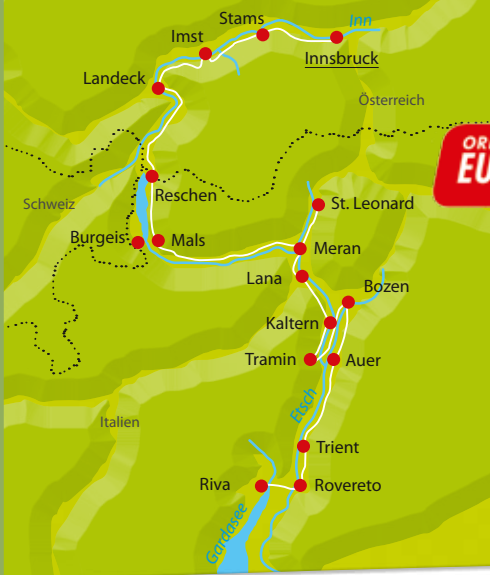 Stams
Inn
Imst
Innsbruck
Landeck
Österreich
Reschen
Schweiz
St. Leonard
Burgeis
Mals
Meran
Lana
Bozen
Kaltern
Tramin
Auer
Etsch
Italien
Trient
Riva
Rovereto
Gardasee